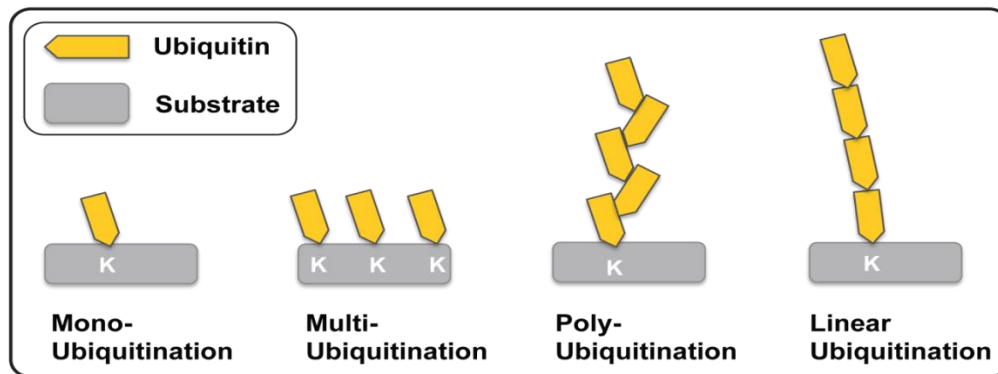 Ubiquitin
Substrate
K
K K K
K
K
Mono-
Ubiquitination
Multi-
Ubiquitination
Poly-
Ubiquitination
Linear
Ubiquitination